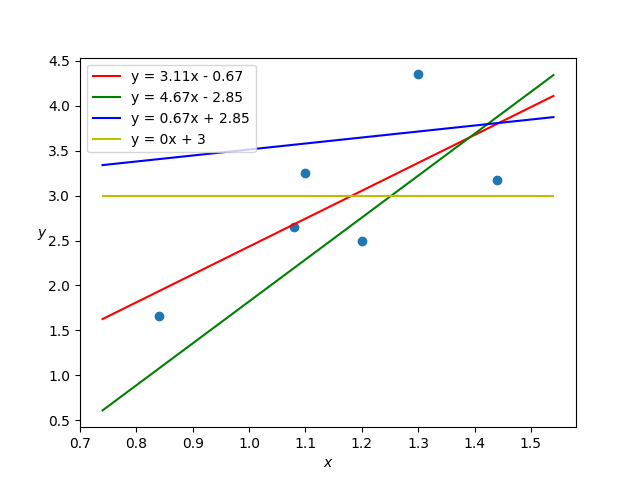 y = 3.11x - 0.67
y = 4.67x - 2.85
y = 0.67x + 2.85
y = 0x + 3
4.5
4.0
3.5
3.0
2.5
2.0
1.5
1.0
0.5
y
0.7 0.8 0.9 1.0 1.1 1.2 1.3 1.4 1.5
x